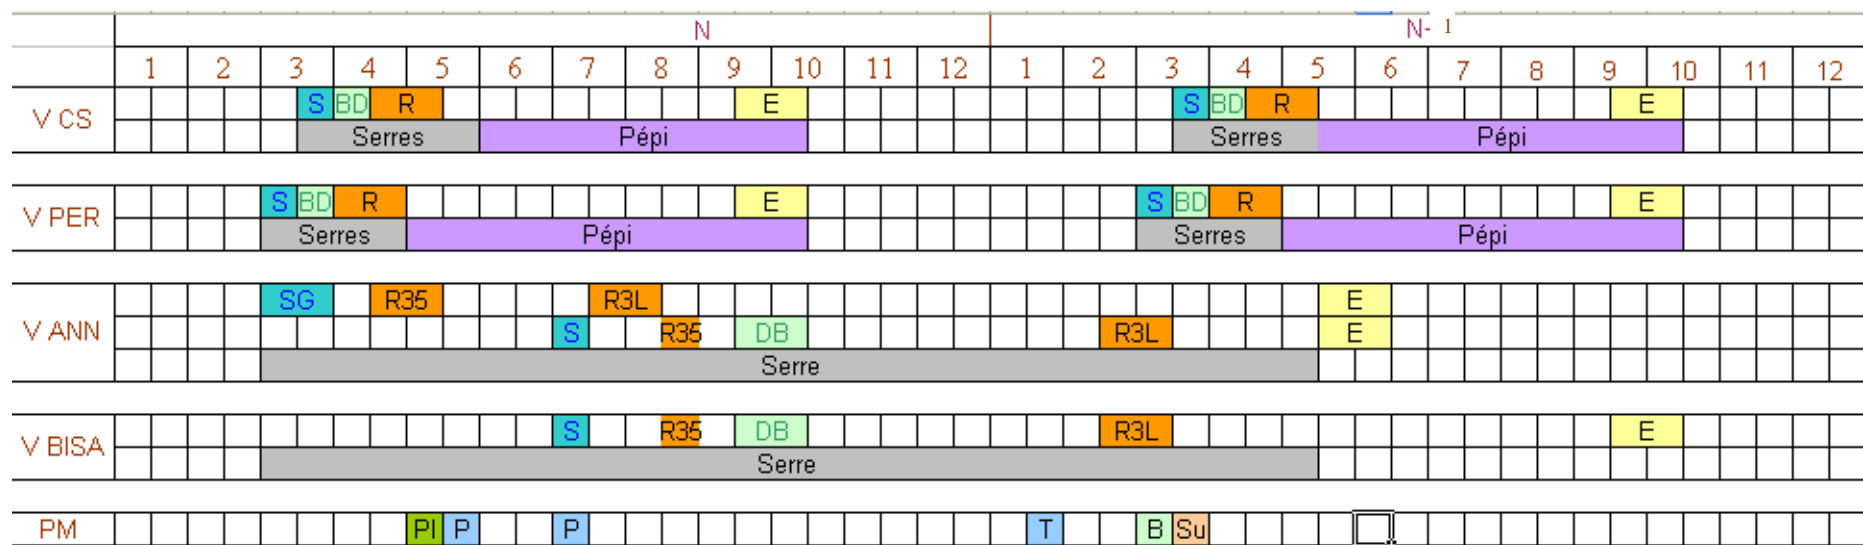 N N- 1
1 2 3 4 5 6 7 8 9 10 11 12 1 2 3 4 5 6 7 8 9 10 11 12
V CS S BD R E S BD R E
Serres Pépi Serres Pépi
V PER S BD R E S BD R E
Serres Pépi Serres Pépi
SG R35 R3L E
V ANN S R35 DB R3L E
Serre
V BISA S R35 DB R3L E
Serre
PM Pl P P T B Su